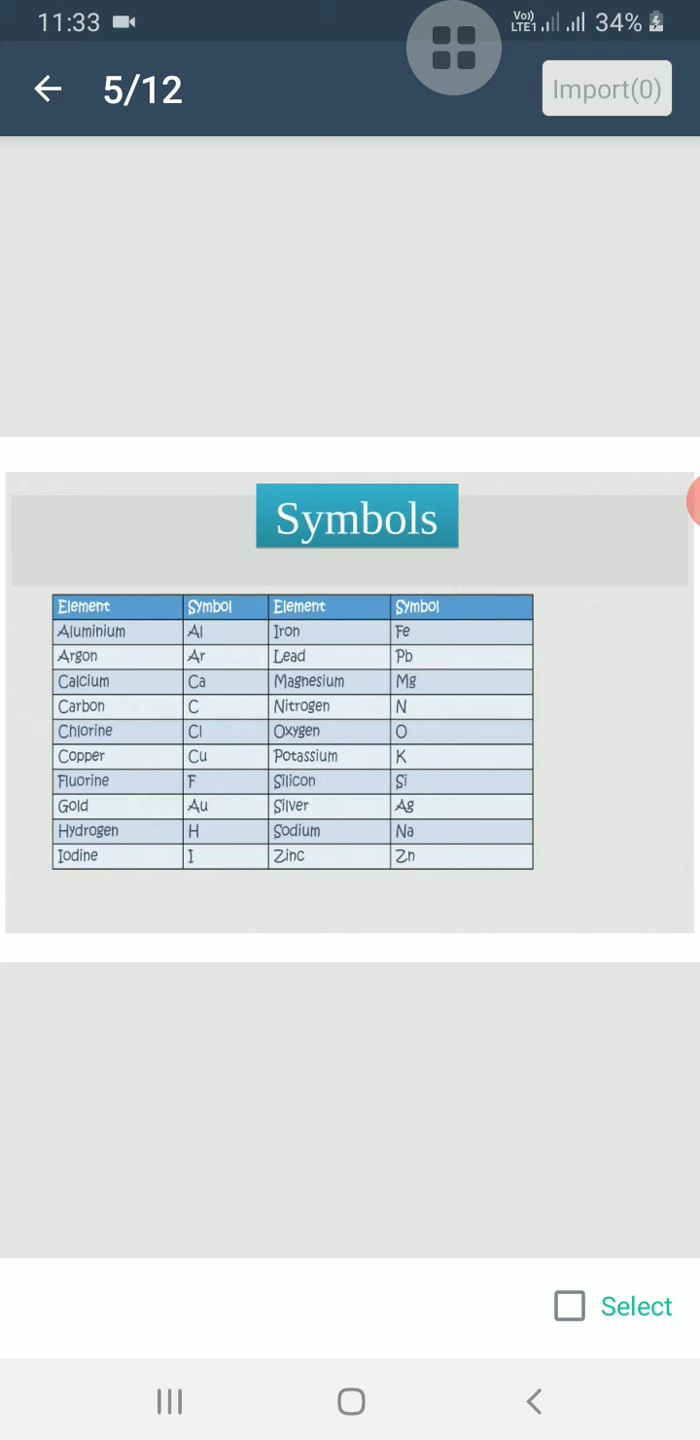 11:33
Vo))
LTE1
34%
5/12
Import(0)
Symbols
Element Symbol Element Symbol
Aluminium Al Iron Fe
Argon Ar Lead Pb
Calcium Ca Magnesium Mg
Carbon C Nitrogen N
Chlorine Cl Oxygen O
Copper Cu Potassium K
Fluorine F Silicon Si
Gold Au Silver Ag
Hydrogen H Sodium Na
Iodine I Zinc Zn
Select